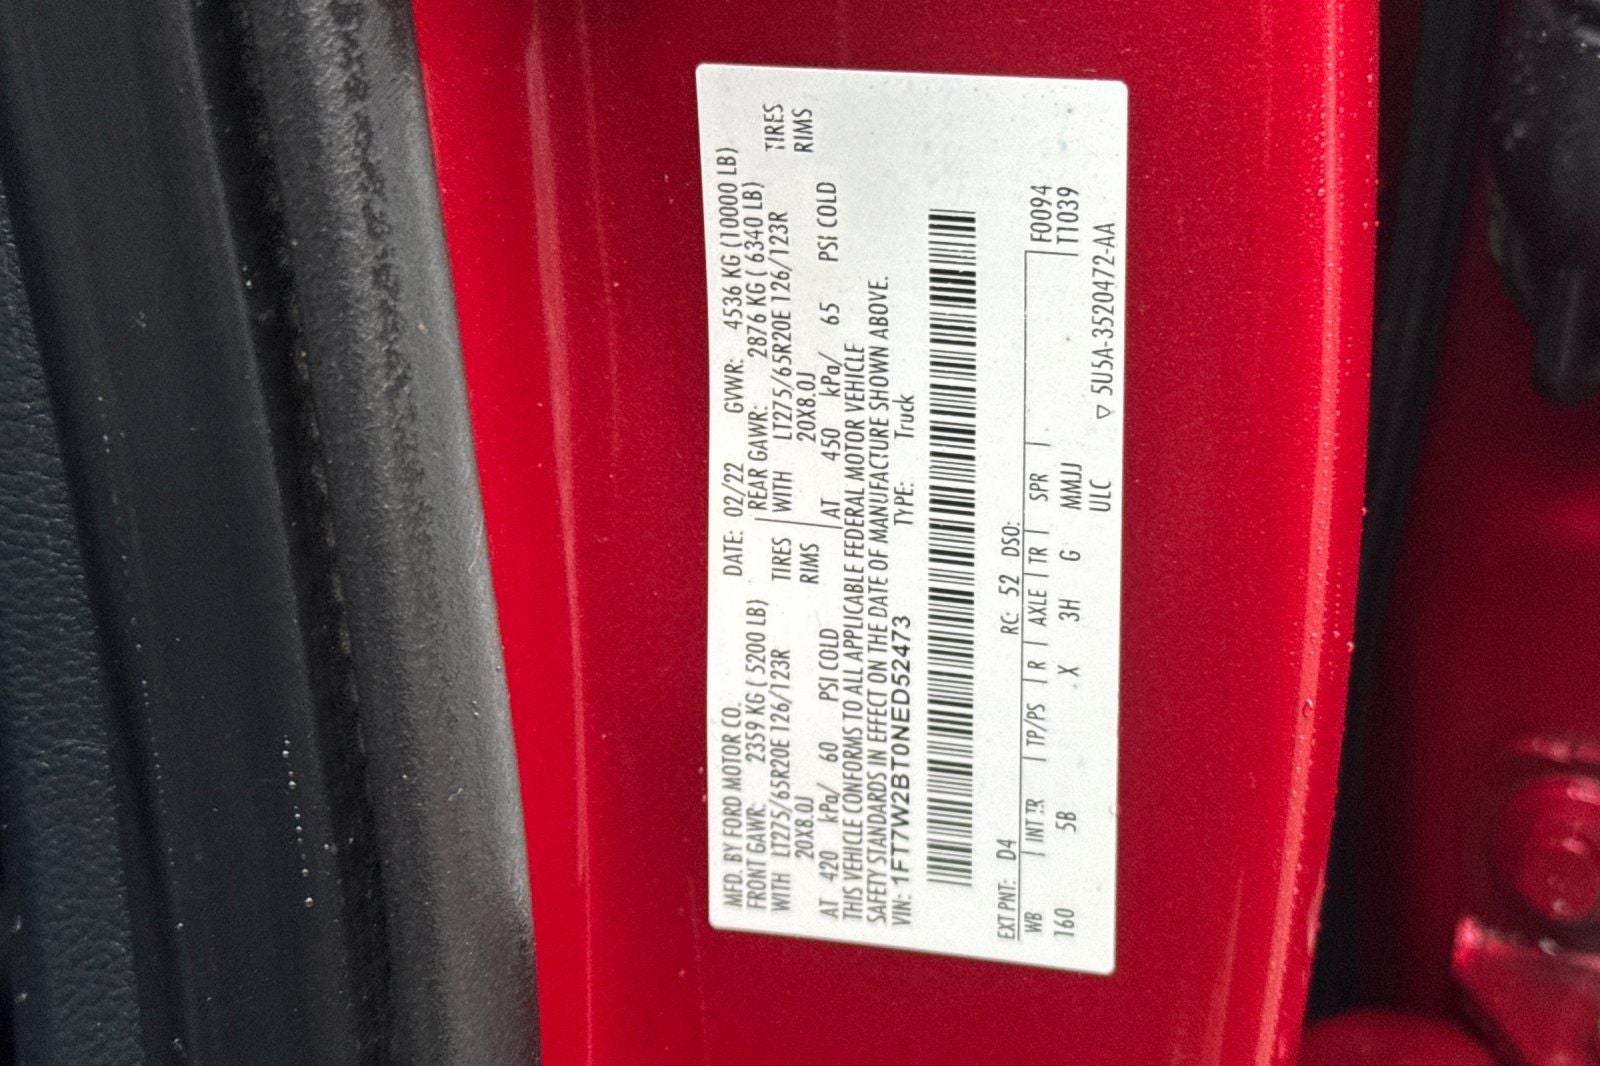 MFD. BY FORD MOTOR CO. DATE: 02/22 GVWR: 4536 KG (10000 LB)
FRONT GAWR: 2359 KG ( 5200 LB) REAR GAWR: 2876 KG ( 6340 LB)
WITH LT275/65R20E 126/123R TIRES WITH LT275/65R20E 126/123R TIRES
20X8.0J RIMS 20X8.0J RIMS
AT 420 kPa/ 60 PSI COLD AT 450 kPa/ 65 PSI COLD
THIS VEHICLE CONFORMS TO ALL APPLICABLE FEDERAL MOTOR VEHICLE
SAFETY STANDARDS IN EFFECT ON THE DATE OF MANUFACTURE SHOWN ABOVE.
VIN: 1FT7W2BT0NED52473 TYPE: Truck
EXT PNT: D4 RC: 52 DSO:
WB INT TR TP/PS R AXLE TR SPR F0094
160 5B X 3H G MMJJ T1039
ULC ▽ 5U5A-3520472-AA